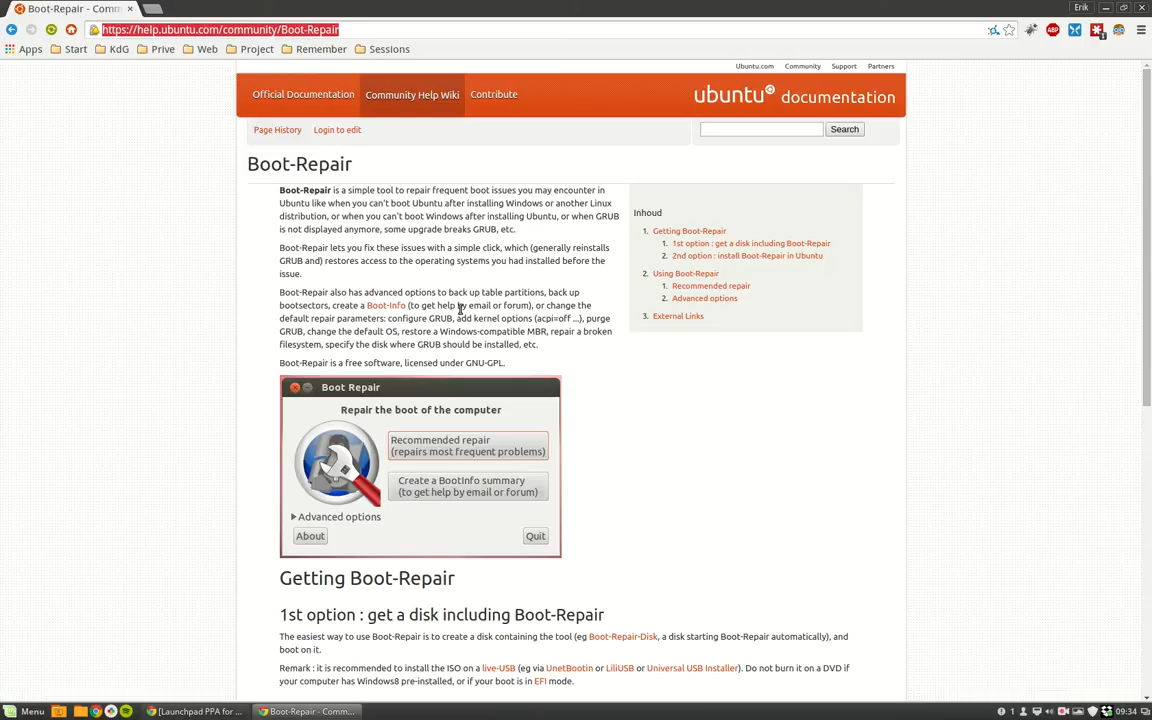 Boot-Repair - Comm
Erik
https://help.ubuntu.com/community/Boot-Repair
Apps Start KdG Prive Web Project Remember Sessions
Ubuntu.com Community Support Partners
Official Documentation Community Help Wiki Contribute
ubuntu documentation
Page History Login to edit
Search
Boot-Repair
Boot-Repair is a simple tool to repair frequent boot issues you may encounter in
Ubuntu like when you can't boot Ubuntu after installing Windows or another Linux
distribution, or when you can't boot Windows after installing Ubuntu, or when GRUB
is not displayed anymore, some upgrade breaks GRUB, etc.
Boot-Repair lets you fix these issues with a simple click, which (generally reinstalls
GRUB and) restores access to the operating systems you had installed before the
issue.
Boot-Repair also has advanced options to back up table partitions, back up
bootsectors, create a Boot-Info (to get help by email or forum), or change the
default repair parameters: configure GRUB, add kernel options (acpi=off ...), purge
GRUB, change the default OS, restore a Windows-compatible MBR, repair a broken
filesystem, specify the disk where GRUB should be installed, etc.
Boot-Repair is a free software, licensed under GNU-GPL.
Inhoud
1. Getting Boot-Repair
1. 1st option : get a disk including Boot-Repair
2. 2nd option : install Boot-Repair in Ubuntu
2. Using Boot-Repair
1. Recommended repair
2. Advanced options
3. External Links
Boot Repair
Repair the boot of the computer
Recommended repair
(repairs most frequent problems)
Create a BootInfo summary
(to get help by email or forum)
Advanced options
About Quit
Getting Boot-Repair
1st option : get a disk including Boot-Repair
The easiest way to use Boot-Repair is to create a disk containing the tool (eg Boot-Repair-Disk, a disk starting Boot-Repair automatically), and
boot on it.
Remark : it is recommended to install the ISO on a live-USB (eg via UnetBootin or LiliUSB or Universal USB Installer). Do not burn it on a DVD if
your computer has Windows8 pre-installed, or if your boot is in EFI mode.
Menu [Launchpad PPA for ... Boot-Repair - Comm... 1 09:34